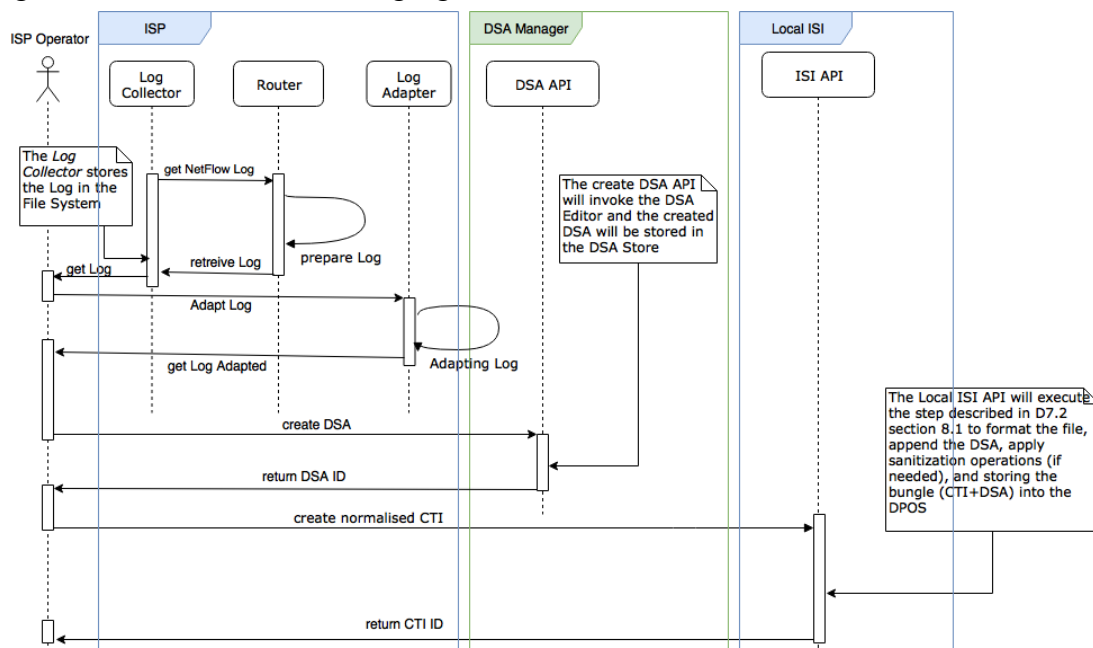 ISP
DSA Manager
Local ISI
ISP Operator
Log
Collector
Router
Log
Adapter
DSA API
ISI API
The Log
Collector stores
the Log in the
File System
get NetFlow Log
prepare Log
retreive Log
get Log
The create DSA API
will invoke the DSA
Editor and the created
DSA will be stored in
the DSA Store
Adapt Log
Adapting Log
get Log Adapted
The Local ISI API will execute
the step described in D7.2
section 8.1 to format the file,
append the DSA, apply
sanitization operations (if
needed), and storing the
bungle (CTI+DSA) into the
DPOS
create DSA
return DSA ID
create normalised CTI
return CTI ID